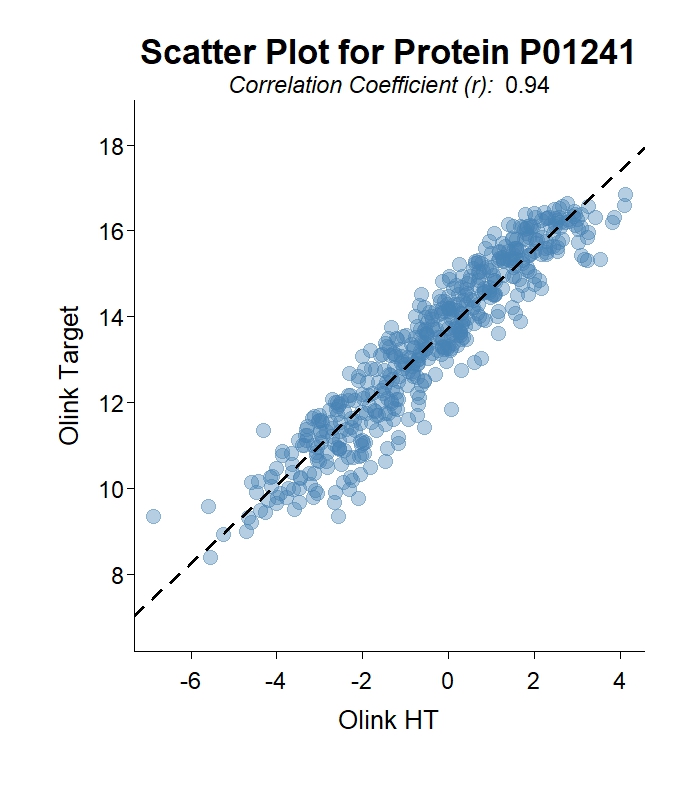 Scatter Plot for Protein P01241
Correlation Coefficient (r): 0.94
18
16
14
12
10
8
Olink Target
-6 -4 -2 0 2 4
Olink HT